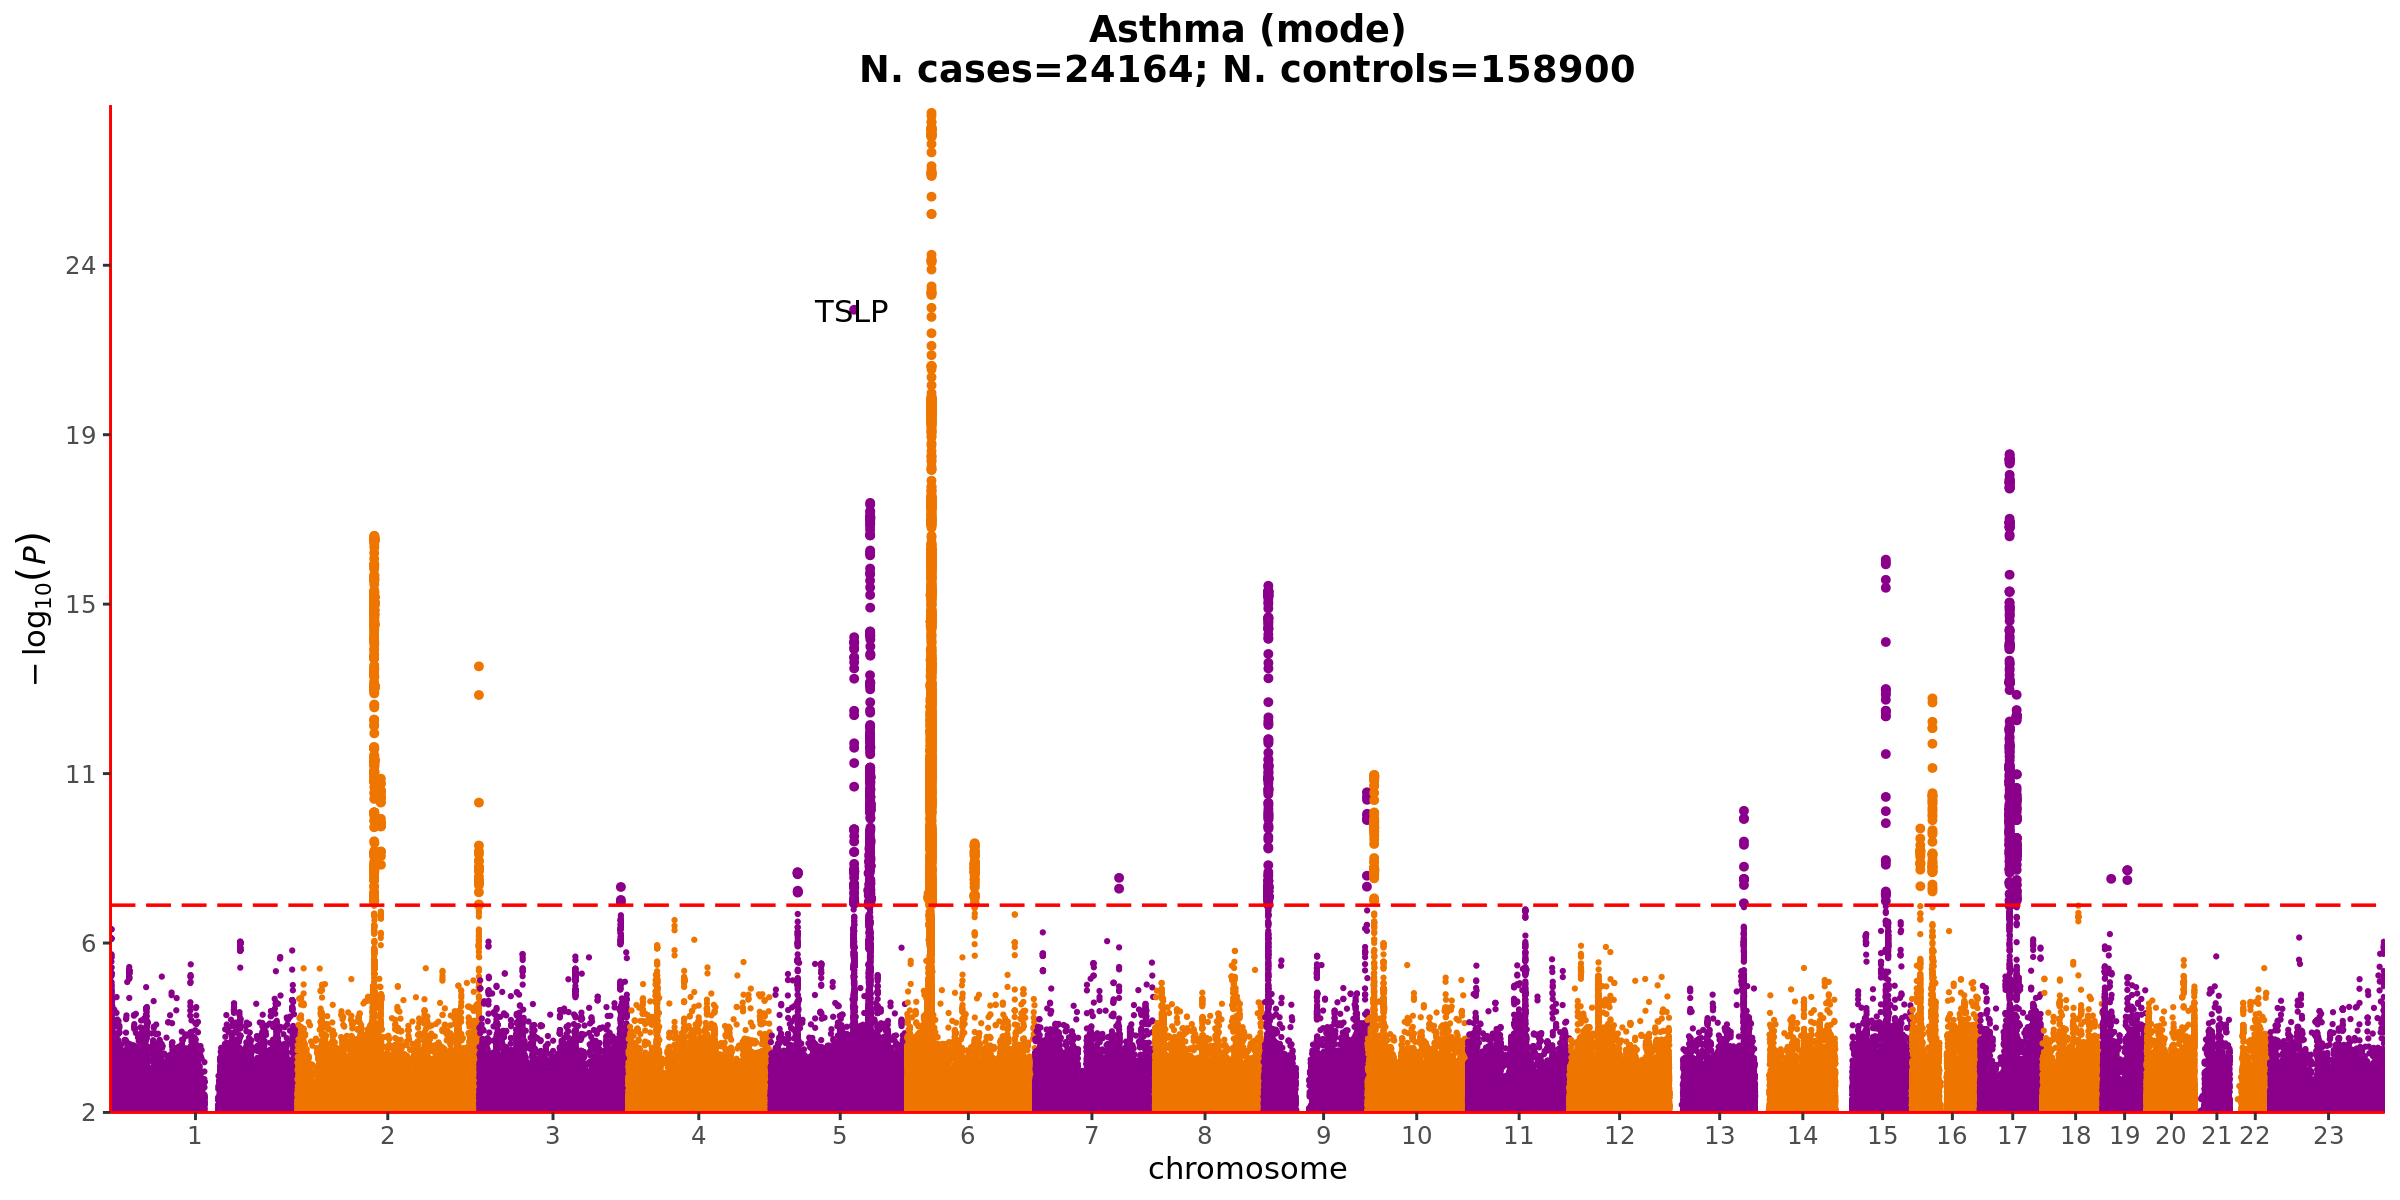 Asthma (mode)
N. cases=24164; N. controls=158900
24
TSLP
19
− log10(P)
15
11
6
2
1 2 3 4 5 6 7 8 9 10 11 12 13 14 15 16 17 18 19 20 21 22 23
chromosome